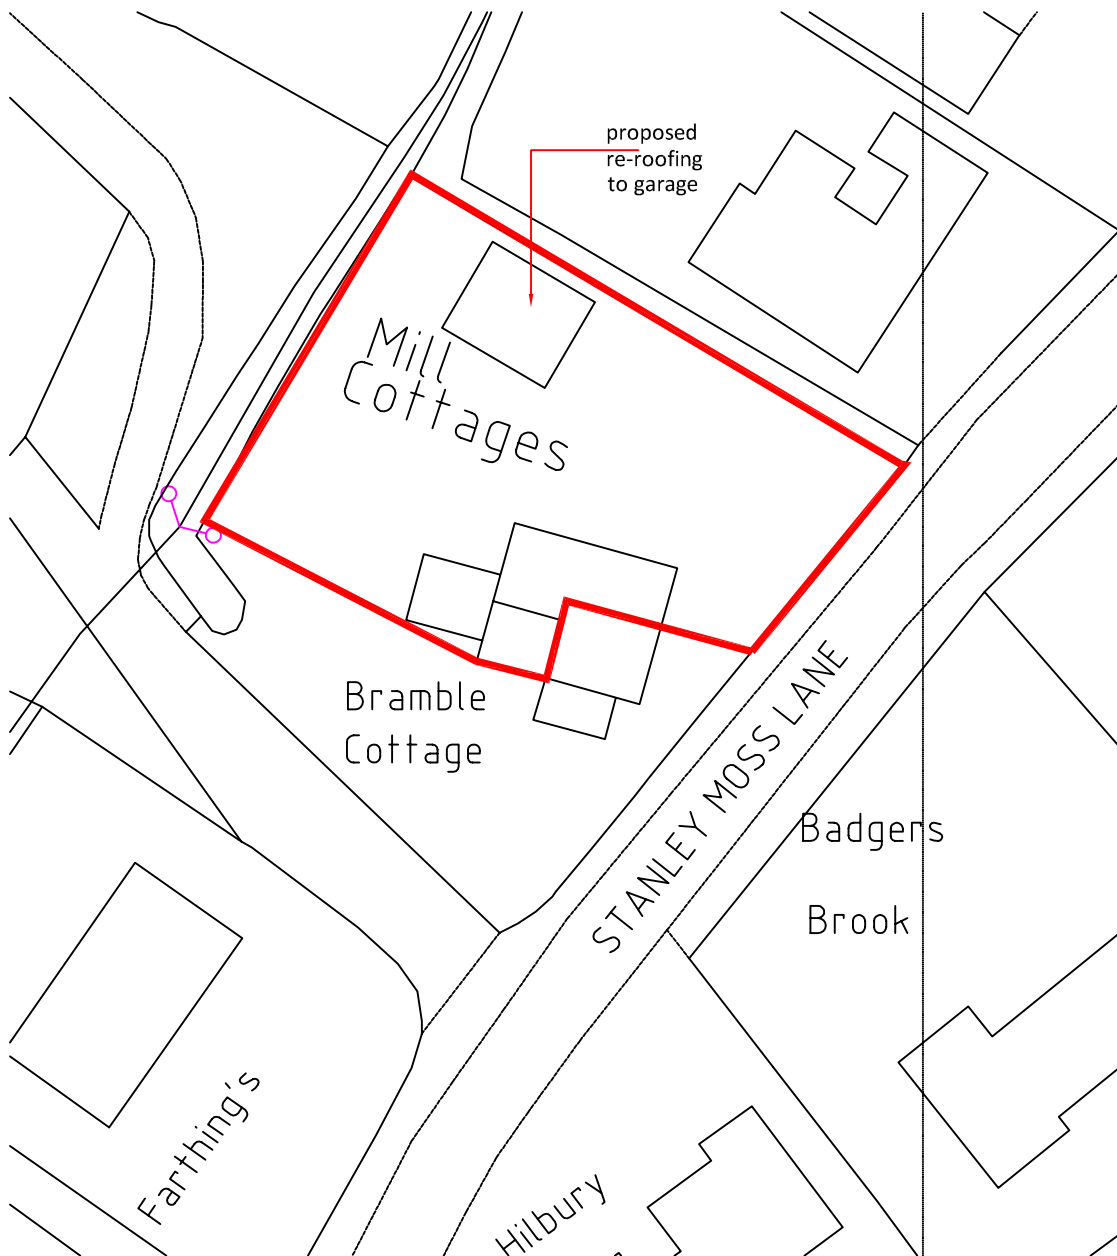 proposed
re-roofing
to garage
Mill
Cottages
Bramble
Cottage
STANLEY MOSS LANE
Badgers
Brook
Farthing's
Hilbury